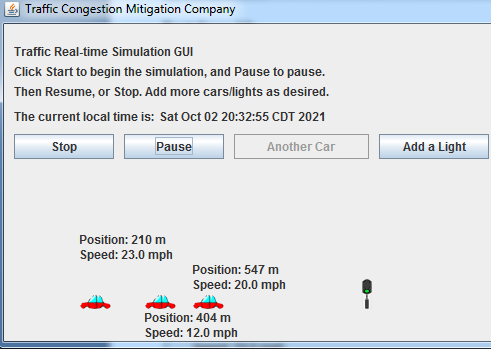 Traffic Congestion Mitigation Company
Traffic Real-time Simulation GUI
Click Start to begin the simulation, and Pause to pause.
Then Resume, or Stop. Add more cars/lights as desired.
The current local time is: Sat Oct 02 20:32:55 CDT 2021
Stop
Pause
Another Car
Add a Light
Position: 210 m
Speed: 23.0 mph
Position: 547 m
Speed: 20.0 mph
Position: 404 m
Speed: 12.0 mph